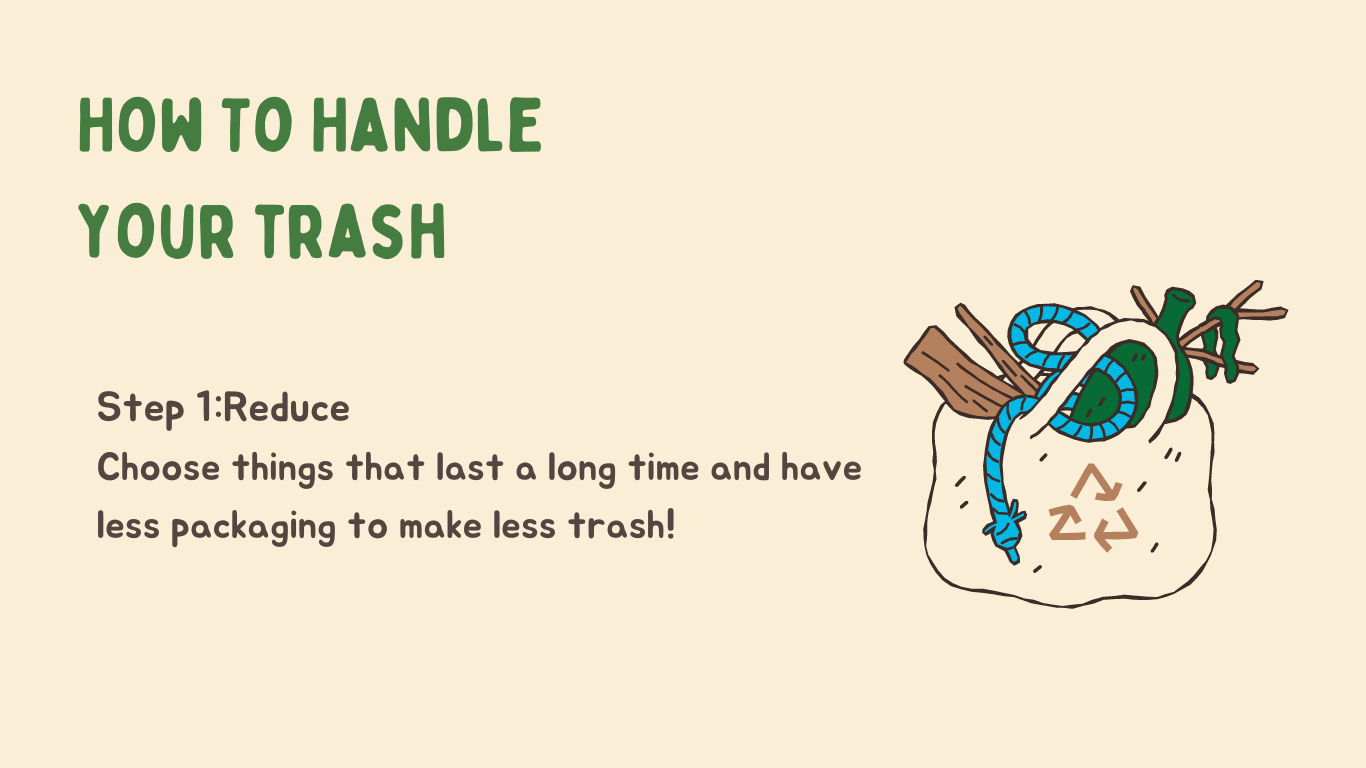 HOW TO HANDLE
YOUR TRASH
Step 1:Reduce
Choose things that last a long time and have
less packaging to make less trash!